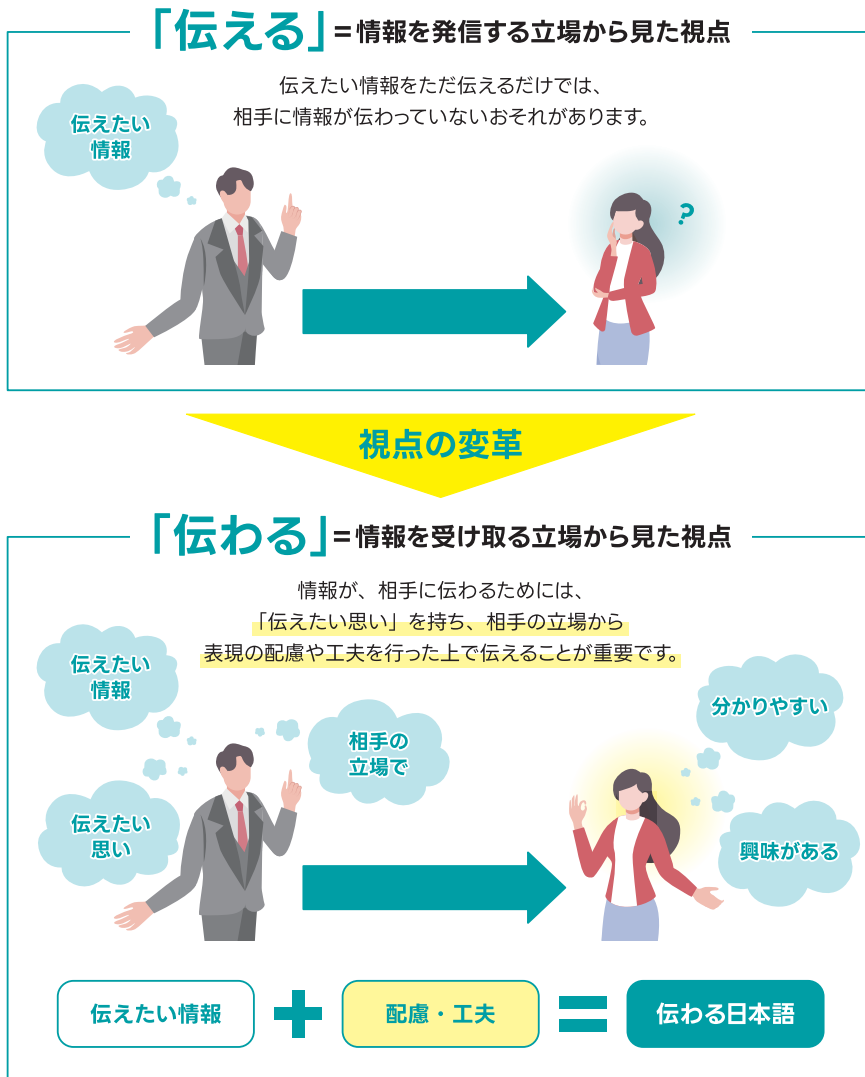 「伝える」=情報を発信する立場から見た視点
伝えたい情報をただ伝えるだけでは、
相手に情報が伝わっていないおそれがあります。
伝えたい
情報
?
視点の変革
「伝わる」=情報を受け取る立場から見た視点
情報が、相手に伝わるためには、
「伝えたい思い」を持ち、相手の立場から
表現の配慮や工夫を行った上で伝えることが重要です。
伝えたい
情報
相手の
立場で
伝えたい
思い
分かりやすい
興味がある
伝えたい情報 + 配慮・工夫 = 伝わる日本語